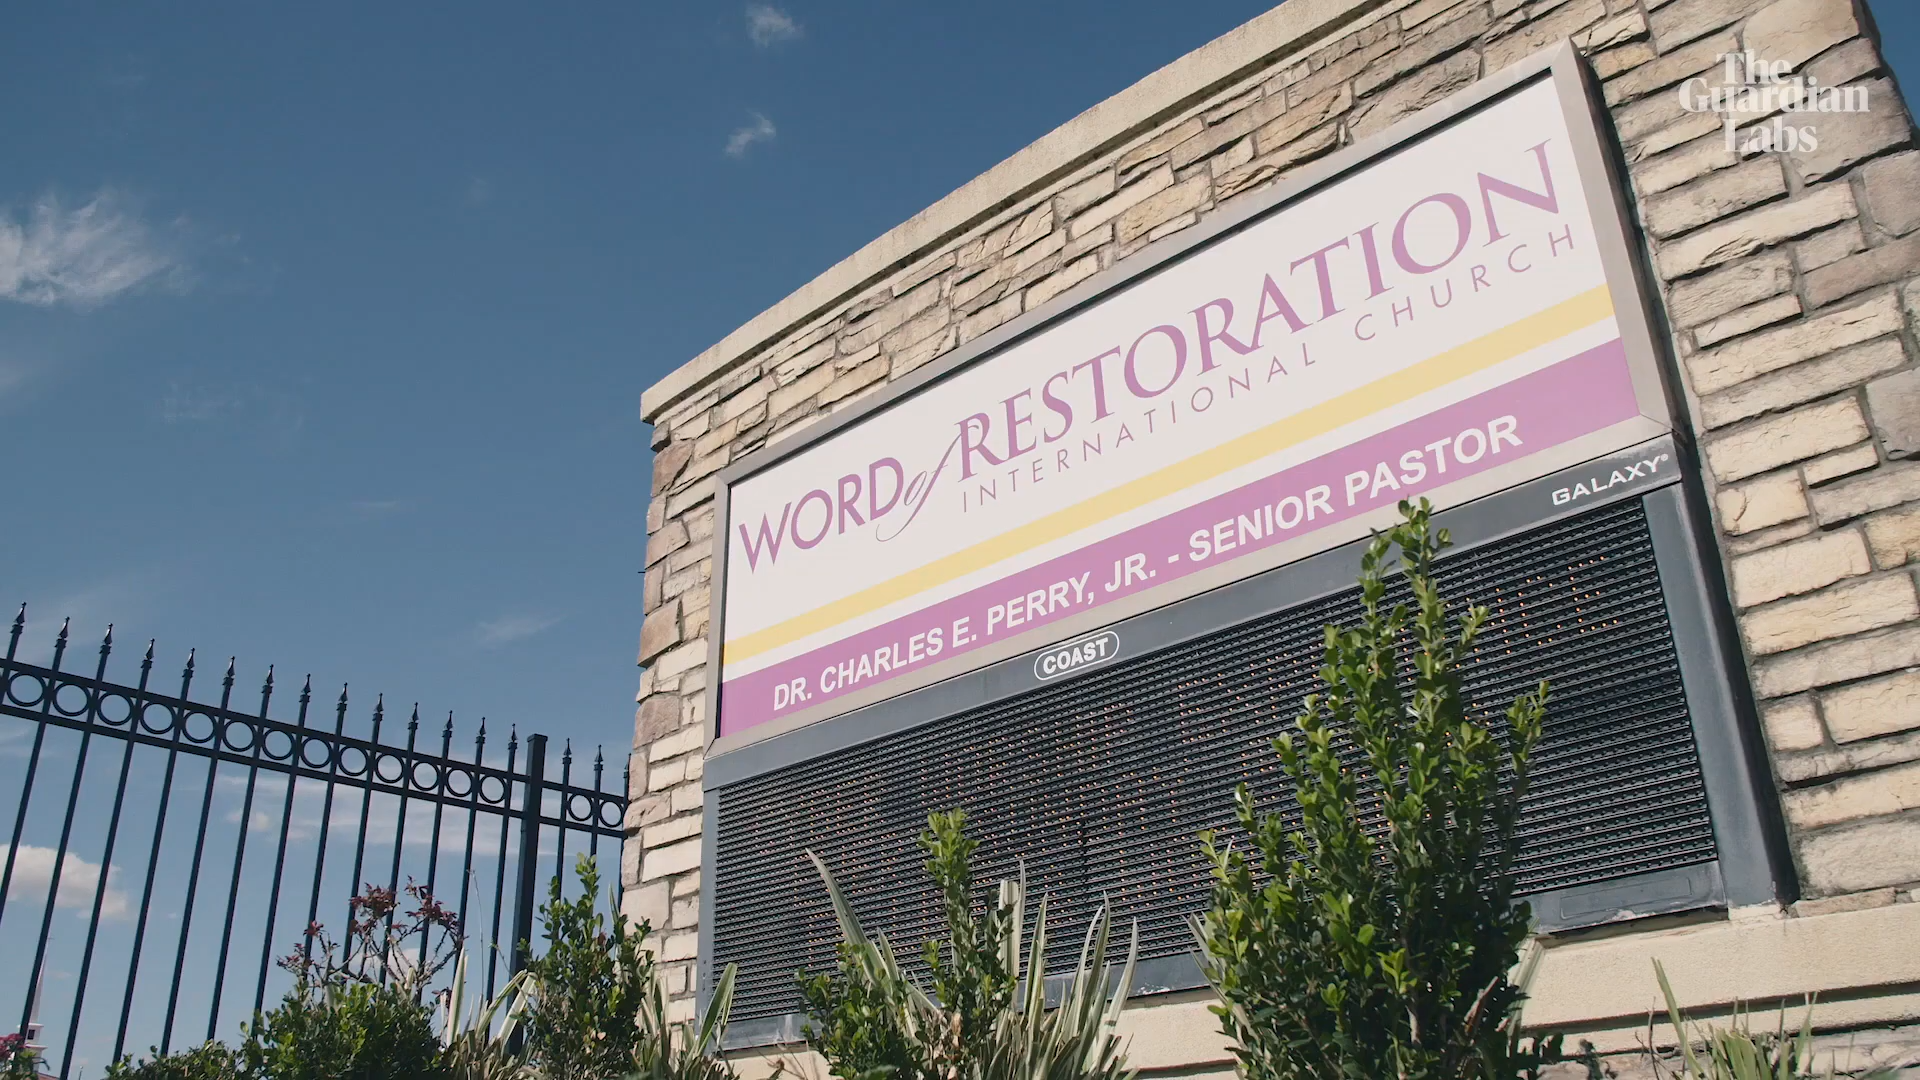 The
Guardian
Labs
WORD of RESTORATION
INTERNATIONAL CHURCH
DR. CHARLES E. PERRY, JR. - SENIOR PASTOR
GALAXY®
COAST